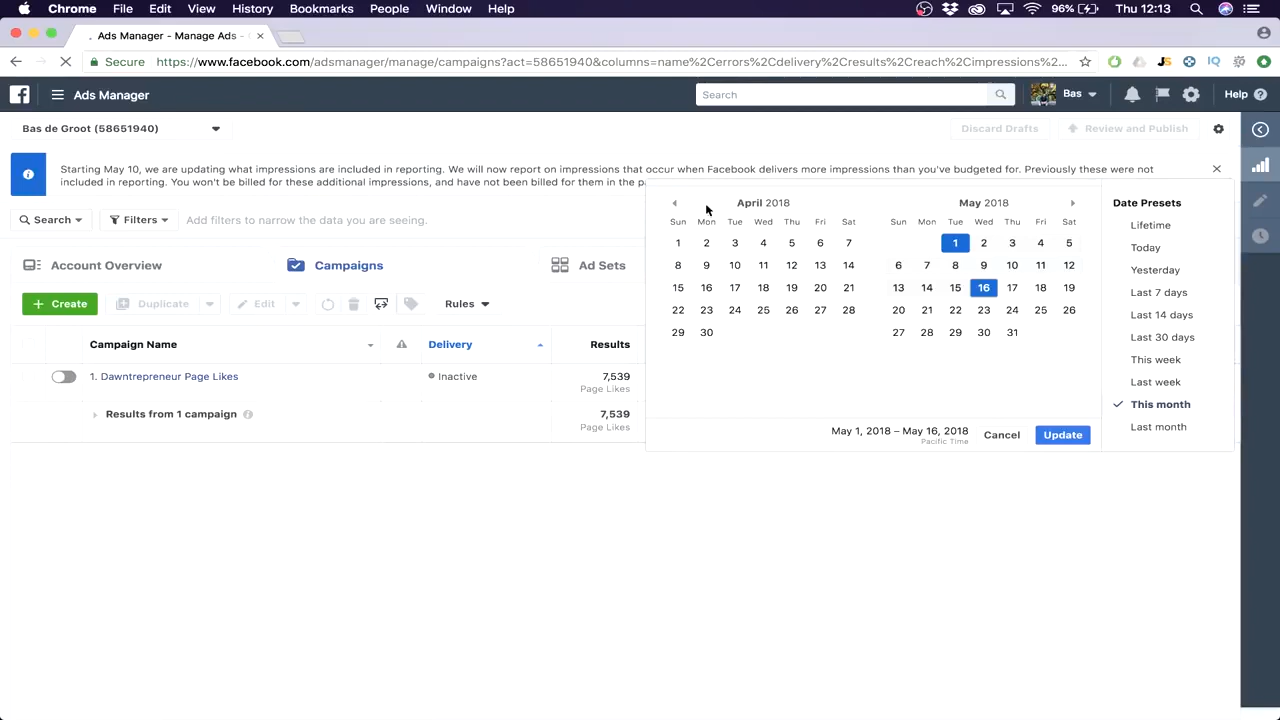 Chrome File Edit View History Bookmarks People Window Help 96% Thu 12:13
Ads Manager - Manage Ads -
Secure https://www.facebook.com/adsmanager/manage/campaigns?act=58651940&columns=name%2Cerrors%2Cdelivery%2Cresults%2Creach%2Cimpressions%2C...
Ads Manager Search Bas Help
Bas de Groot (58651940) Discard Drafts Review and Publish
Starting May 10, we are updating what impressions are included in reporting. We will now report on impressions that occur when Facebook delivers more impressions than you've budgeted for. Previously these were not
included in reporting. You won't be billed for these additional impressions, and have not been billed for them in the pa
Search Filters Add filters to narrow the data you are seeing.
Account Overview Campaigns Ad Sets
Create Duplicate Edit Rules
Campaign Name Delivery Results
1. Dawntrepreneur Page Likes Inactive 7,539
Page Likes
Results from 1 campaign 7,539
Page Likes
April 2018 May 2018
Sun Mon Tue Wed Thu Fri Sat Sun Mon Tue Wed Thu Fri Sat
1 2 3 4 5 6 7 1 2 3 4 5
8 9 10 11 12 13 14 6 7 8 9 10 11 12
15 16 17 18 19 20 21 13 14 15 16 17 18 19
22 23 24 25 26 27 28 20 21 22 23 24 25 26
29 30 27 28 29 30 31
May 1, 2018 – May 16, 2018 Cancel Update
Pacific Time
Date Presets
Lifetime
Today
Yesterday
Last 7 days
Last 14 days
Last 30 days
This week
Last week
This month
Last month